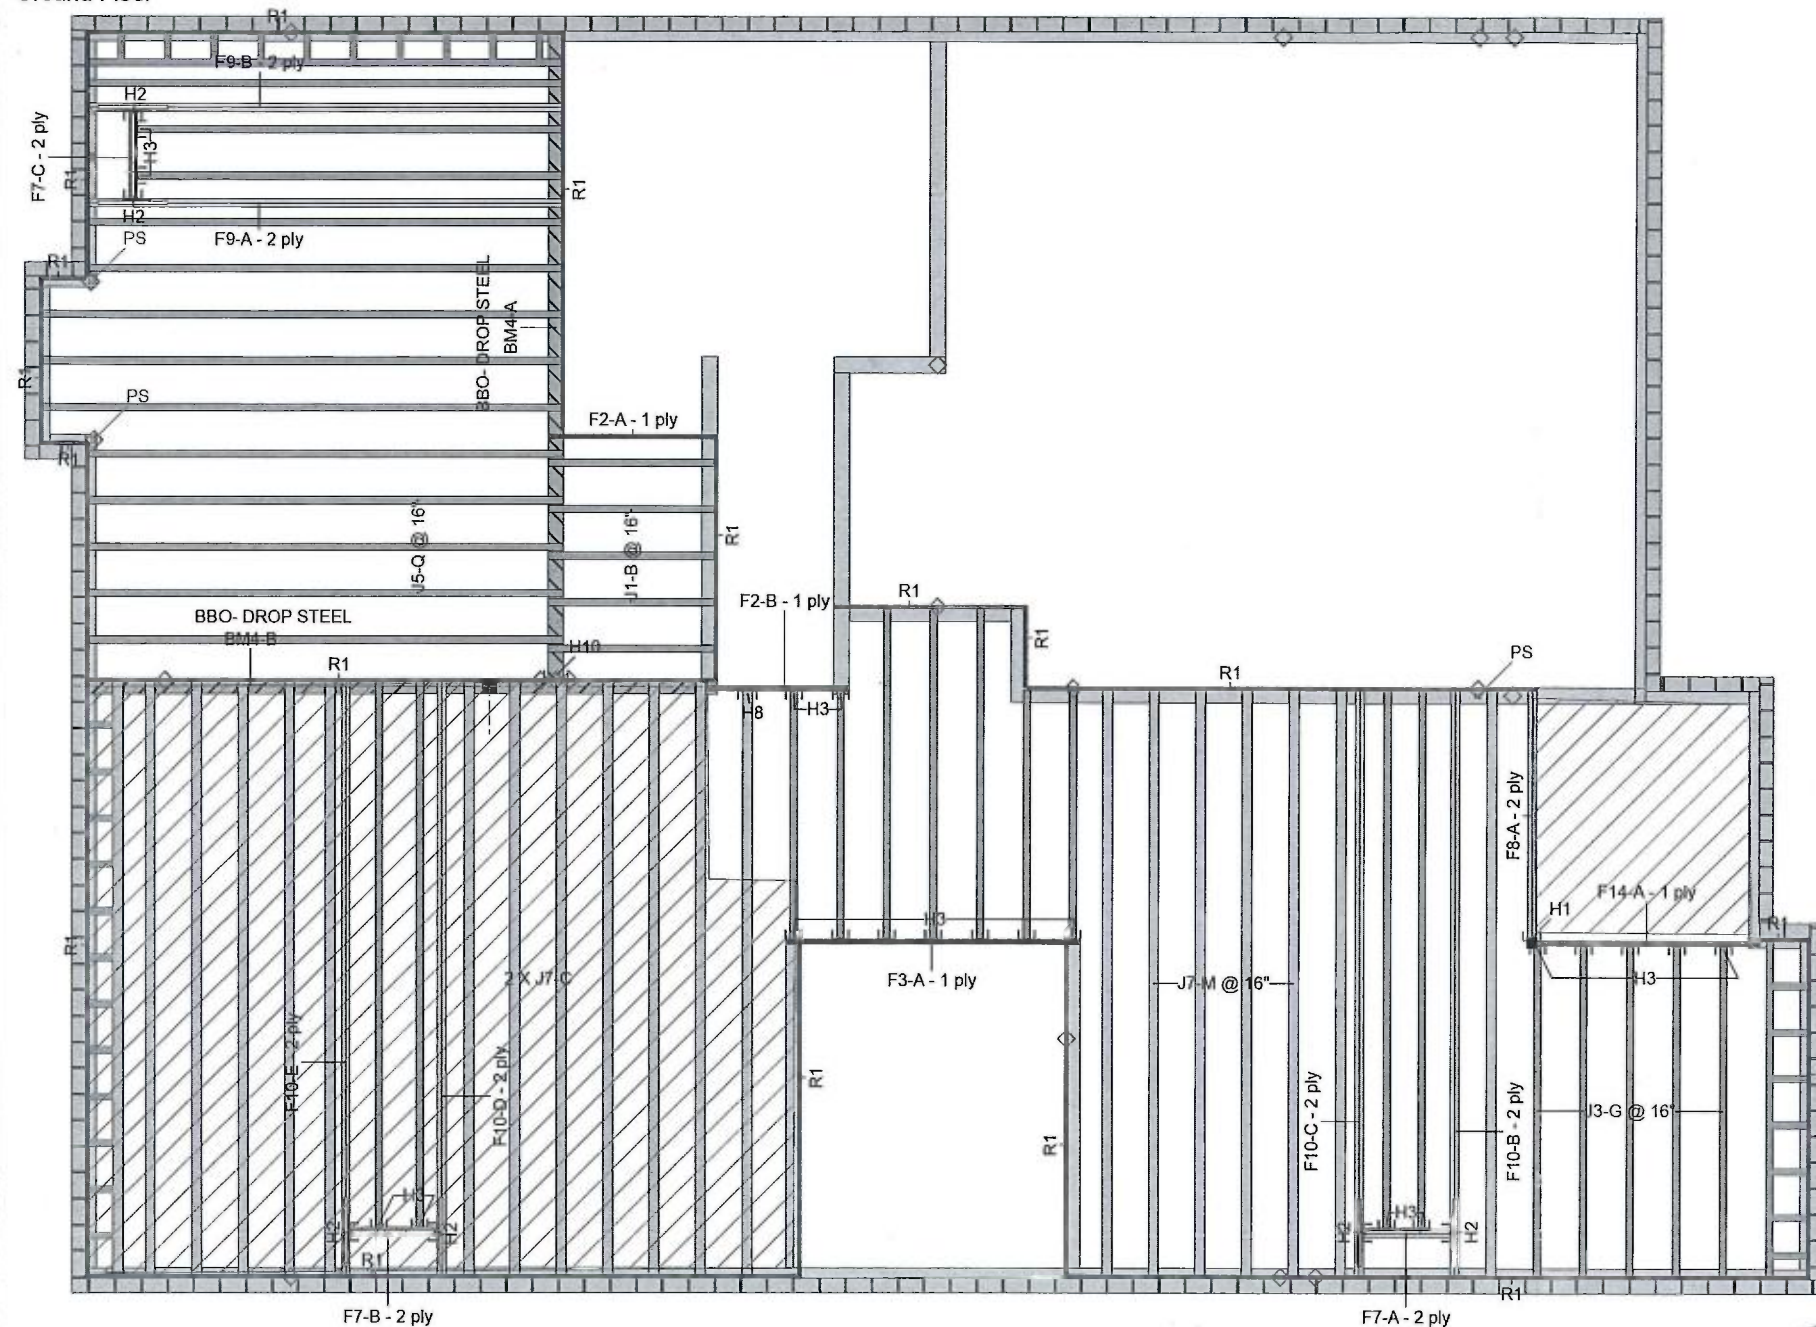 R1
F9-B - 2 ply
H2
F7-C - 2 ply
R1
H3
R1
H2
F9-A - 2 ply
PS
R1
BBO- DROP STEEL
BM4-A
R1
PS
R1
F2-A - 1 ply
J5-Q @ 16"
J1-B @ 16"
R1
R1
F2-B - 1 ply
BBO- DROP STEEL
BM4-B
R1
H10
R1
R1
PS
H8
H3
F8-A - 2 ply
F14-A - 1 ply
H1
R1
R1
H3
F3-A - 1 ply
2 X J7-C
J7-M @ 16"
H3
F10-E - 2 ply
F10-D - 2 ply
R1
R1
F10-C - 2 ply
F10-B - 2 ply
J3-G @ 16"
H3
H2
H2
R1
H3
H2
H2
R1
F7-B - 2 ply
F7-A - 2 ply